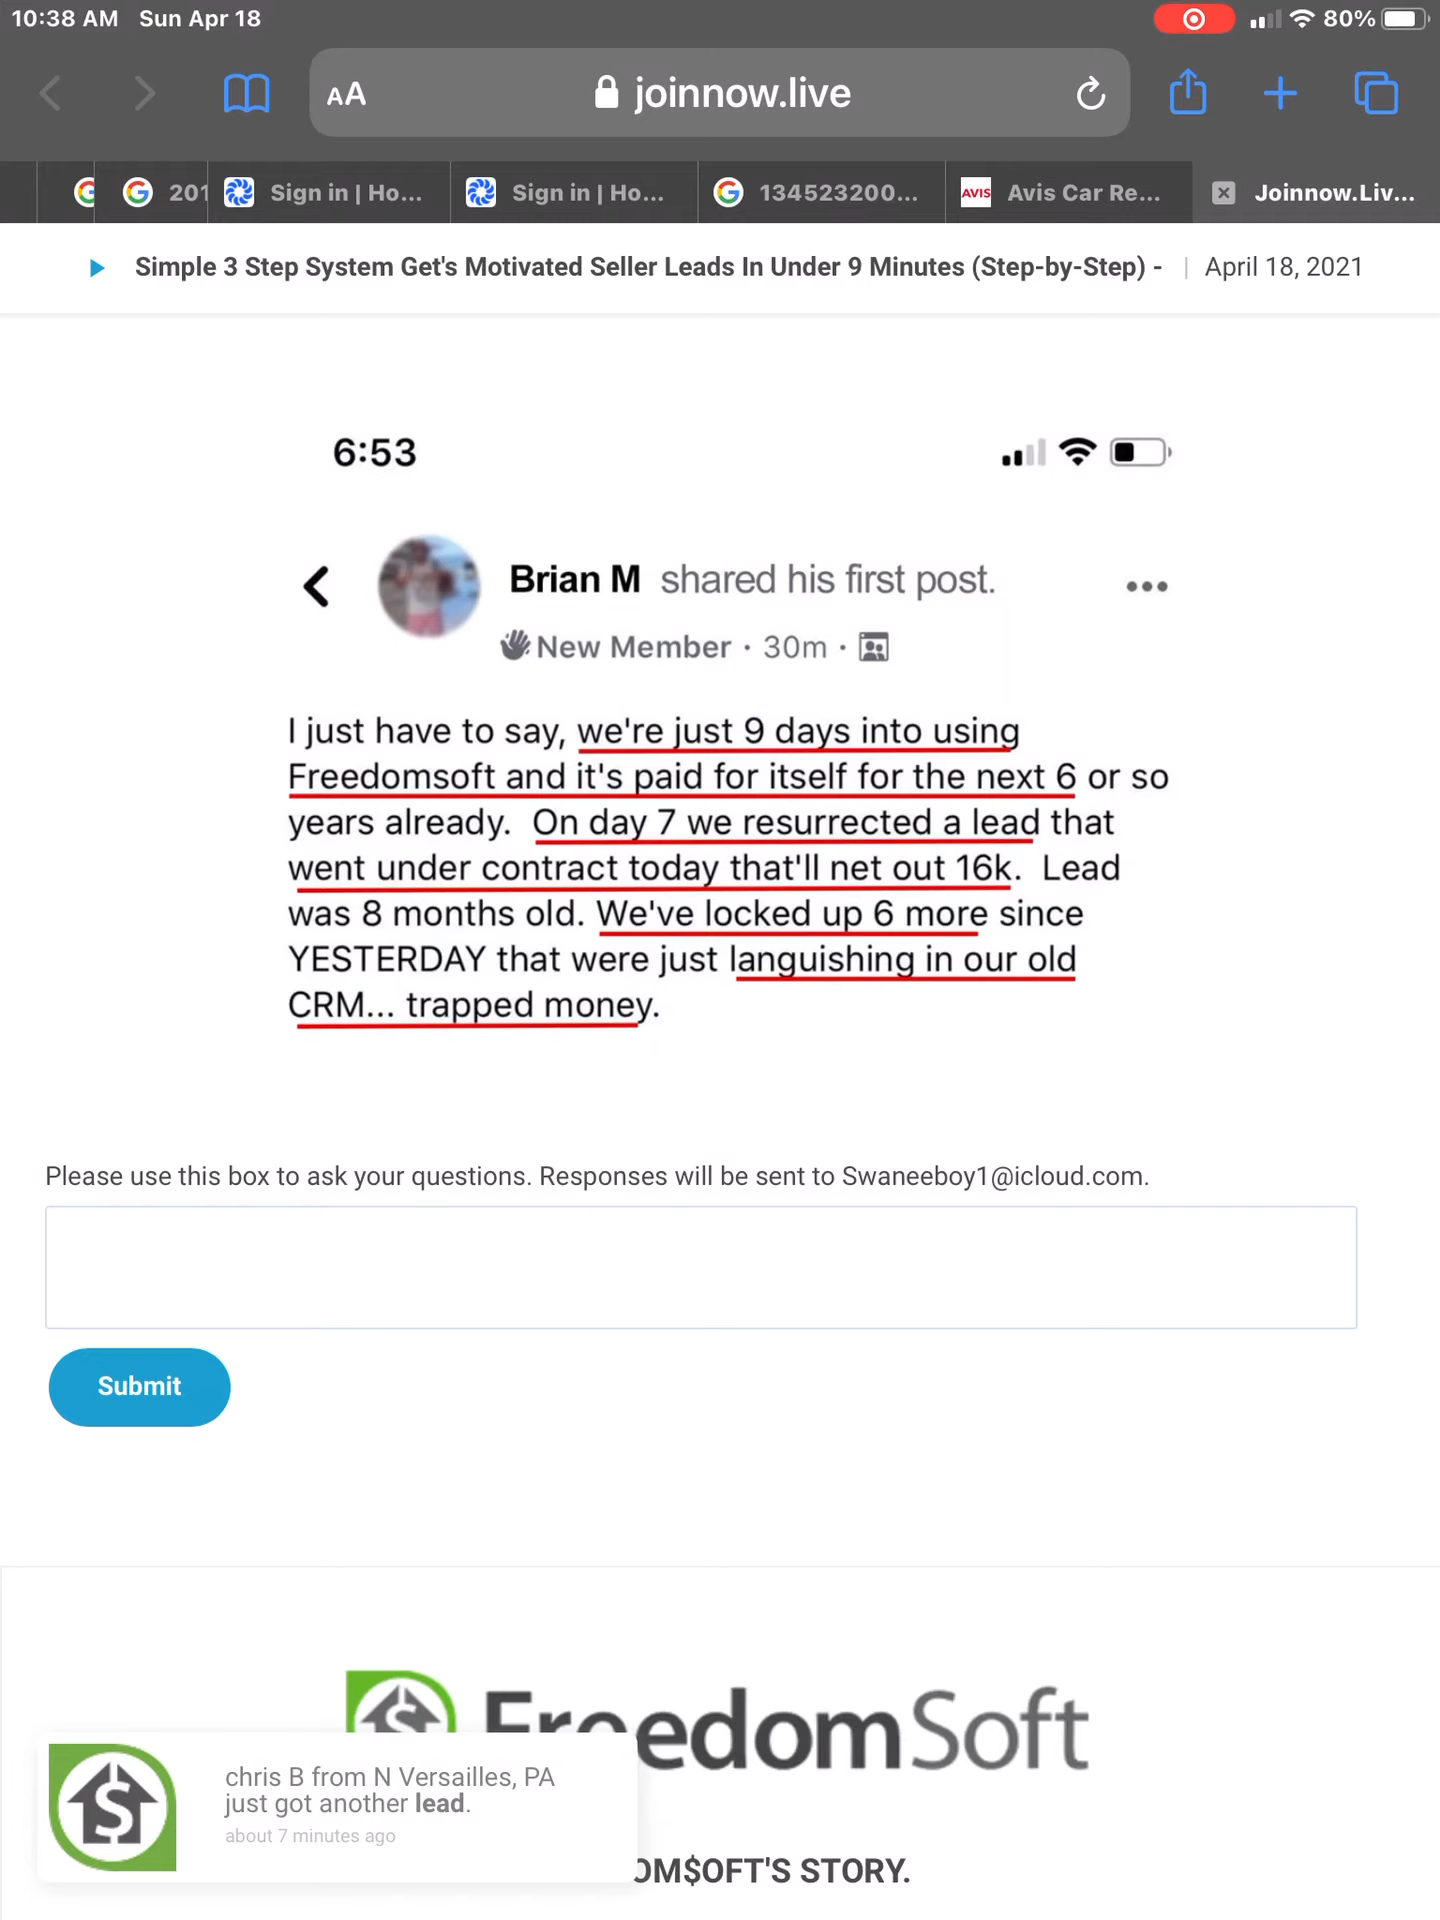 10:38 AM Sun Apr 18
80%
AA joinnow.live
201 Sign in | Ho... Sign in | Ho... 134523200... AVIS Avis Car Re... Joinnow.Liv...
Simple 3 Step System Get's Motivated Seller Leads In Under 9 Minutes (Step-by-Step) - | April 18, 2021
6:53
Brian M shared his first post.
New Member · 30m ·
I just have to say, we're just 9 days into using
Freedomsoft and it's paid for itself for the next 6 or so
years already. On day 7 we resurrected a lead that
went under contract today that'll net out 16k. Lead
was 8 months old. We've locked up 6 more since
YESTERDAY that were just languishing in our old
CRM... trapped money.
Please use this box to ask your questions. Responses will be sent to Swaneeboy1@icloud.com.
Submit
FreedomSoft
chris B from N Versailles, PA
just got another lead.
about 7 minutes ago
OM$OFT'S STORY.